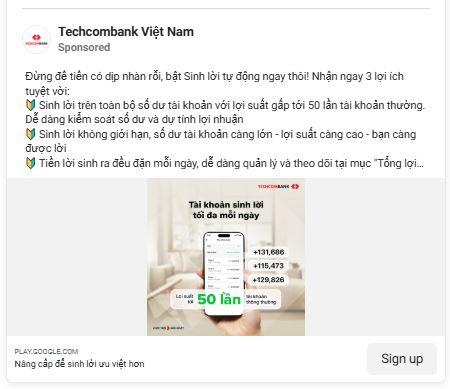 Techcombank Việt Nam
Sponsored
Đừng để tiền có dịp nhàn rỗi, bật Sinh lời tự động ngay thôi! Nhận ngay 3 lợi ích
tuyệt vời:
🔰 Sinh lời trên toàn bộ số dư tài khoản với lợi suất gấp tới 50 lần tài khoản thường.
Dễ dàng kiểm soát số dư và dự tính lợi nhuận
🔰 Sinh lời không giới hạn, số dư tài khoản càng lớn - lợi suất càng cao - bạn càng
được lời
🔰 Tiền lời sinh ra đều đặn mỗi ngày, dễ dàng quản lý và theo dõi tại mục "Tổng lợi...
TECHCOMBANK
Tài khoản sinh lời
tối đa mỗi ngày
+131,686
+115,473
+129,826
Lợi suất tới 50 lần tài khoản thông thường
PLAY.GOOGLE.COM
Nâng cấp để sinh lời ưu việt hơn
Sign up